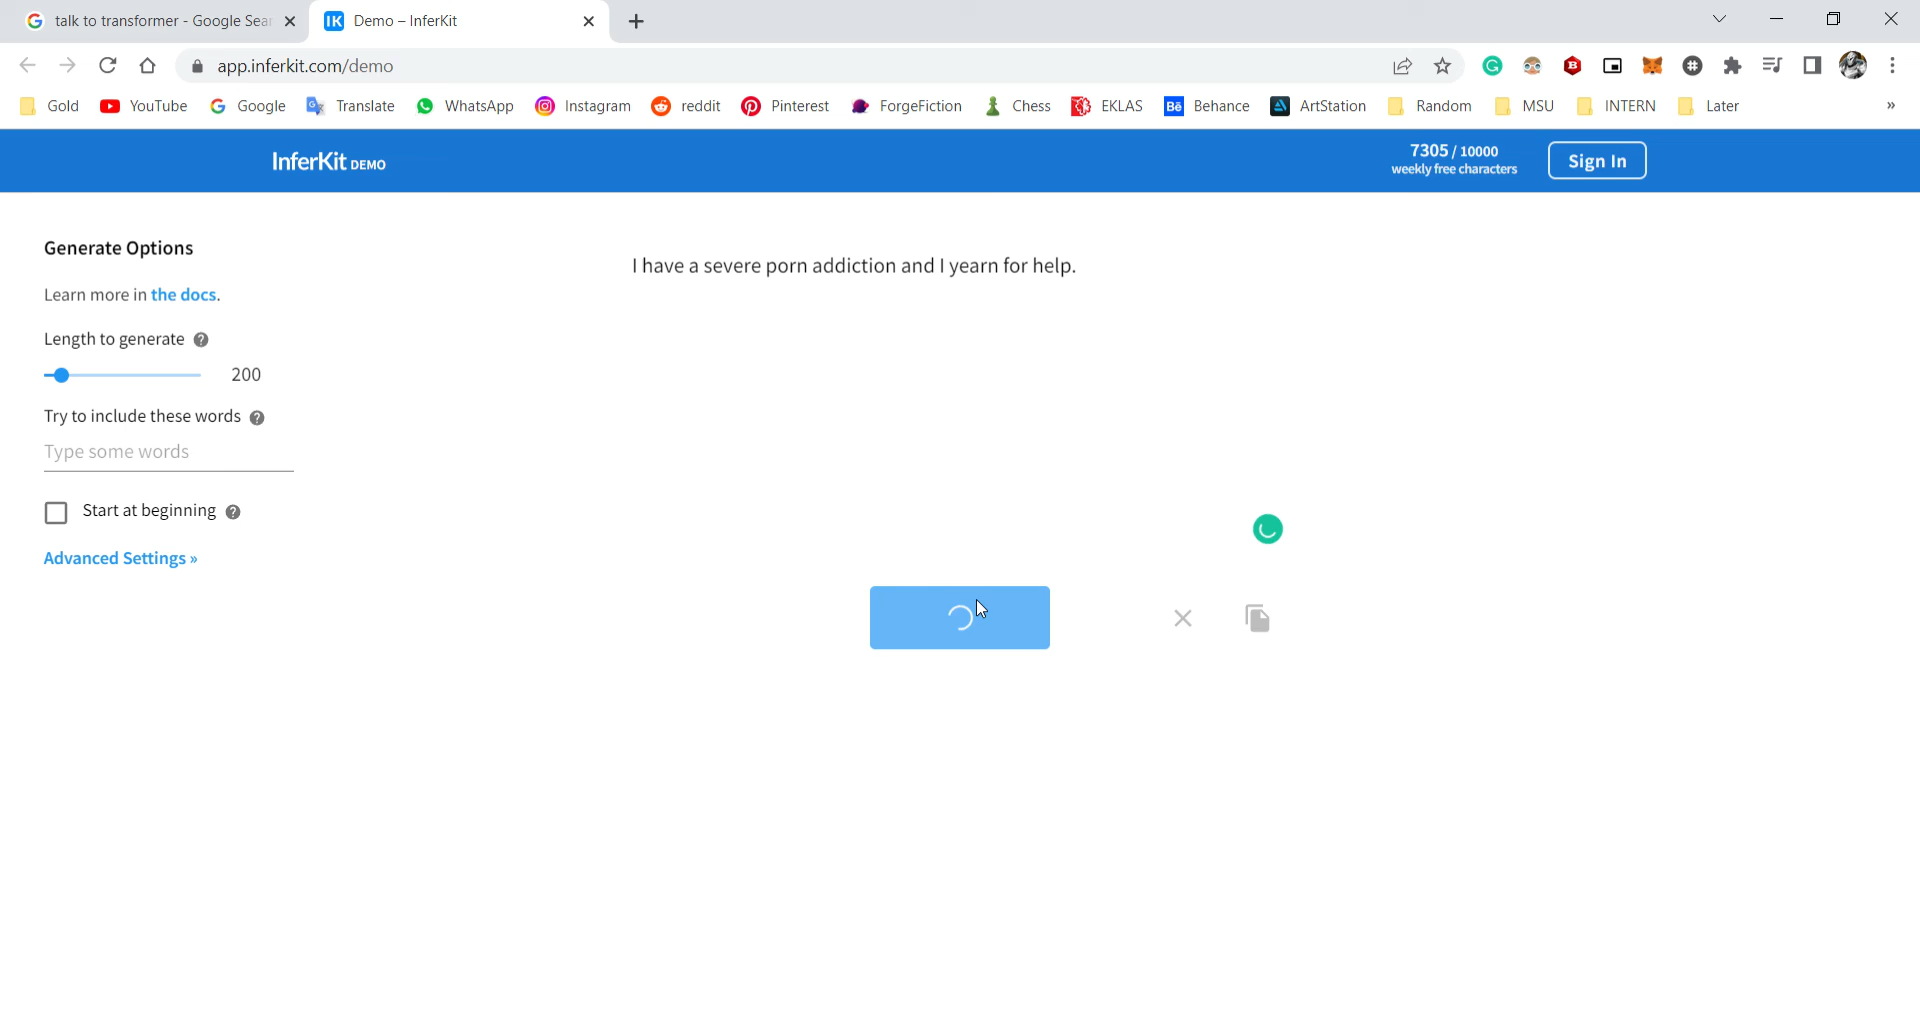 talk to transformer - Google Sear
Demo – InferKit
app.inferkit.com/demo
Gold YouTube Google Translate WhatsApp Instagram reddit Pinterest ForgeFiction Chess EKLAS Behance ArtStation Random MSU INTERN Later »
InferKit DEMO
7305 / 10000
weekly free characters
Sign In
Generate Options
I have a severe porn addiction and I yearn for help.
Learn more in the docs.
Length to generate
200
Try to include these words
Type some words
Start at beginning
Advanced Settings »